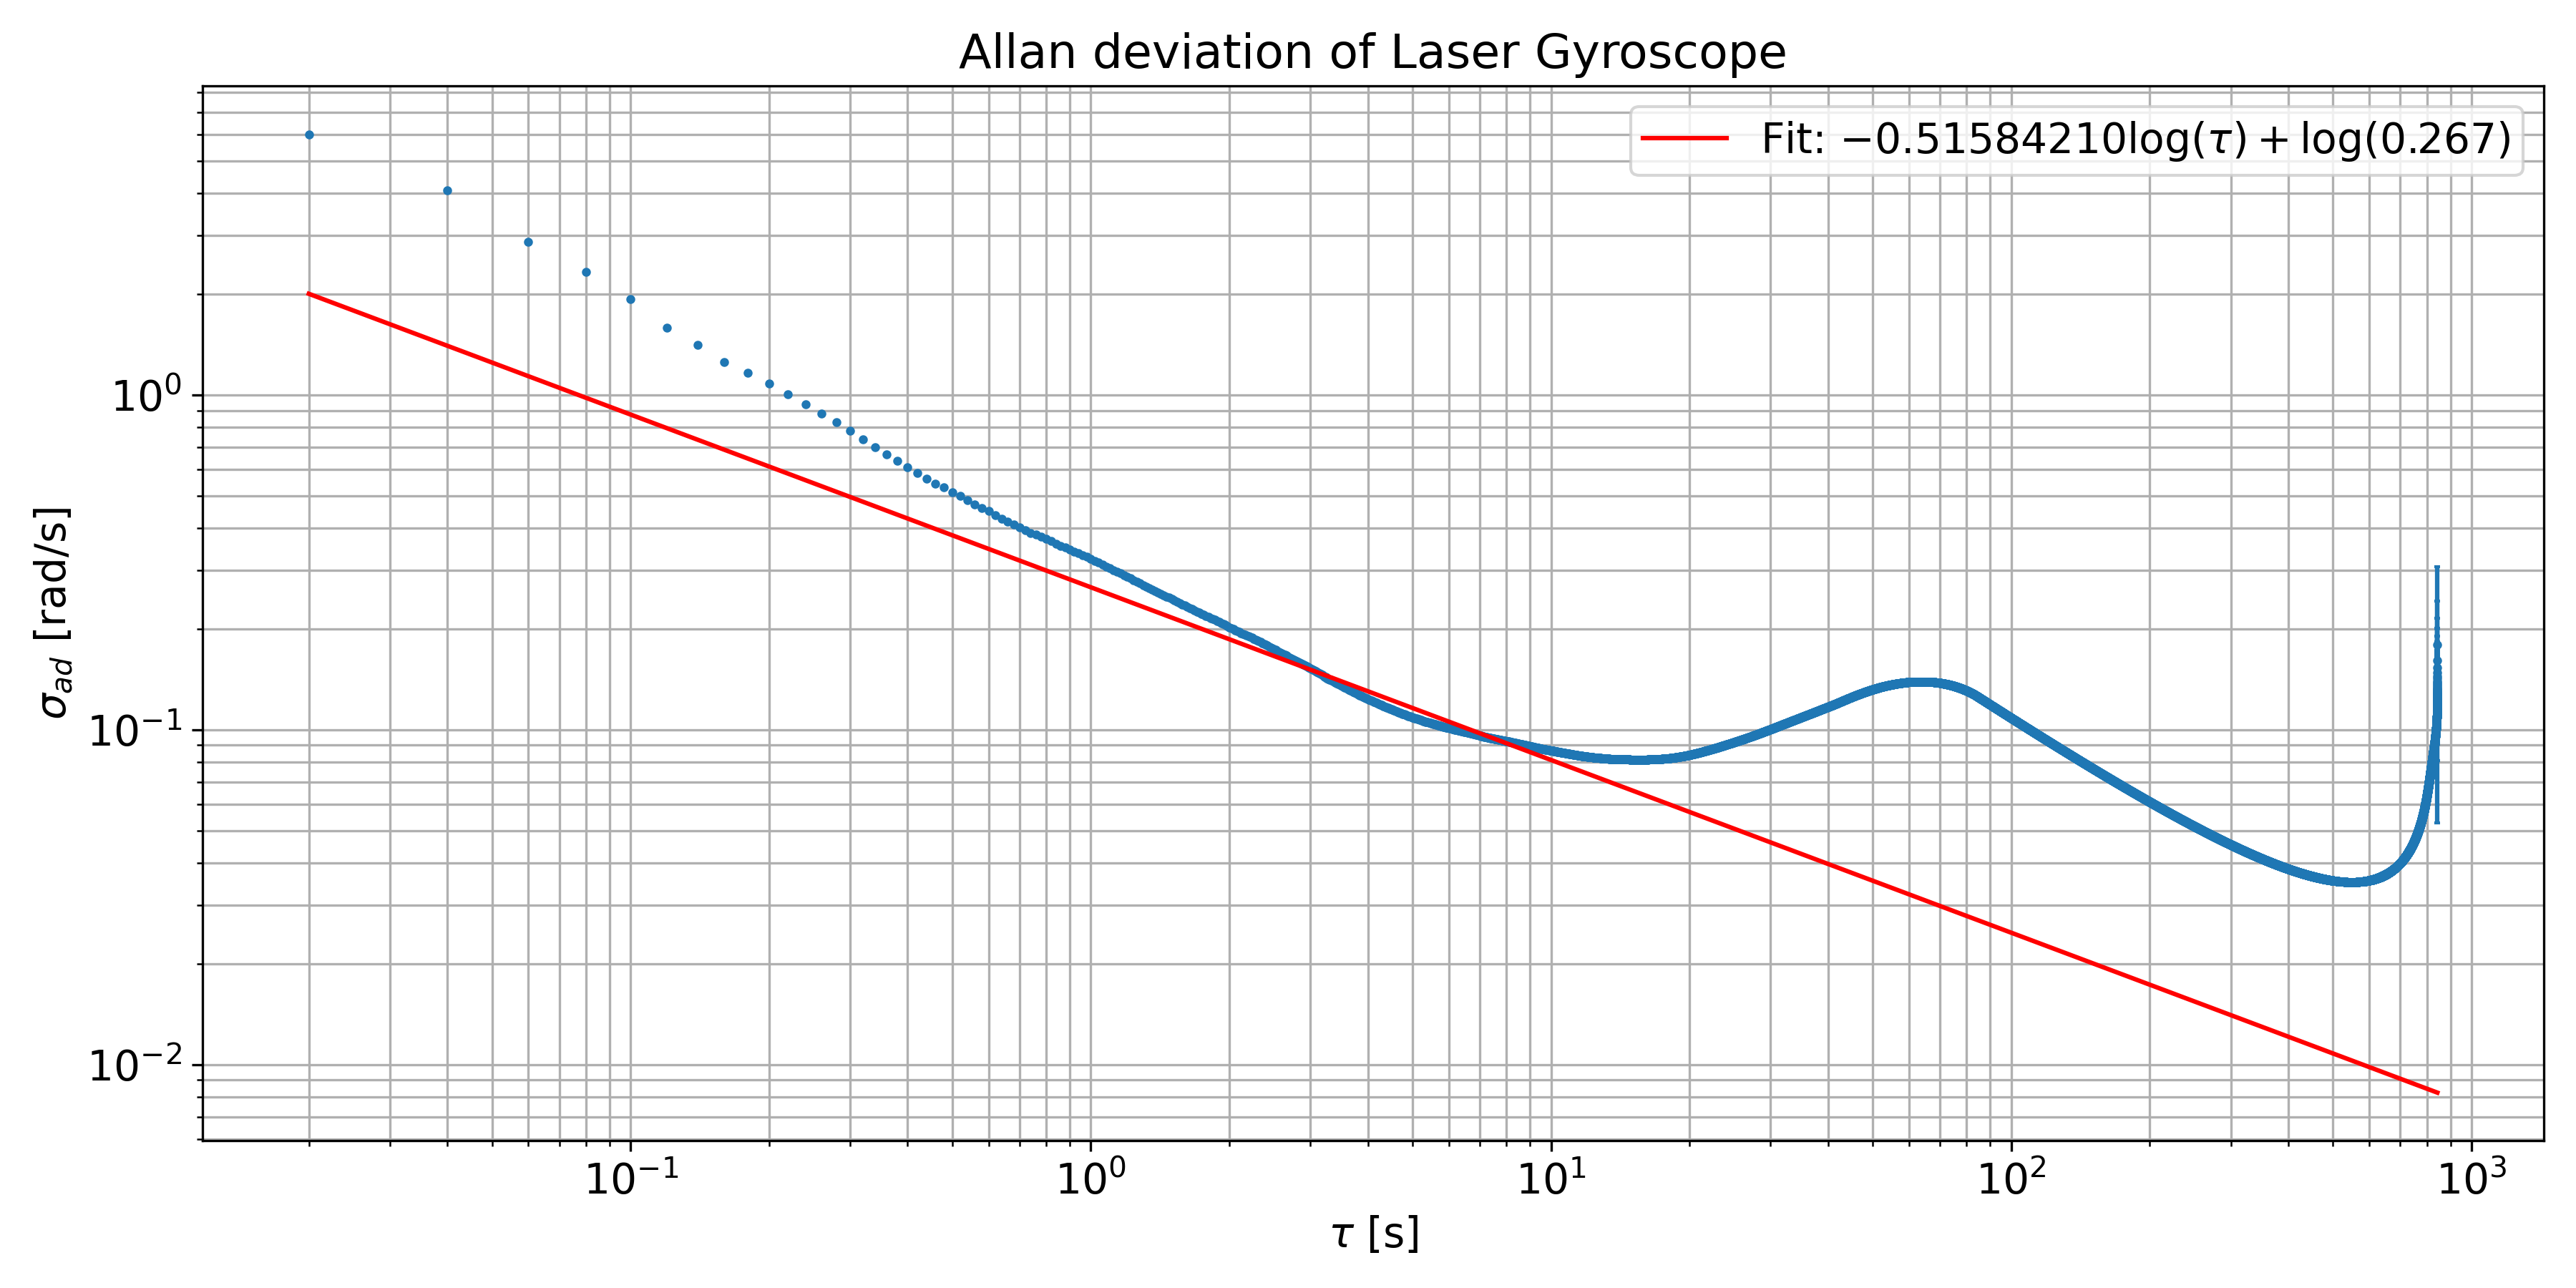 Allan deviation of Laser Gyroscope
Fit: −0.51584210log(τ) + log(0.267)
σ_ad [rad/s]
10⁰
10⁻¹
10⁻²
10⁻¹ 10⁰ 10¹ 10² 10³
τ [s]